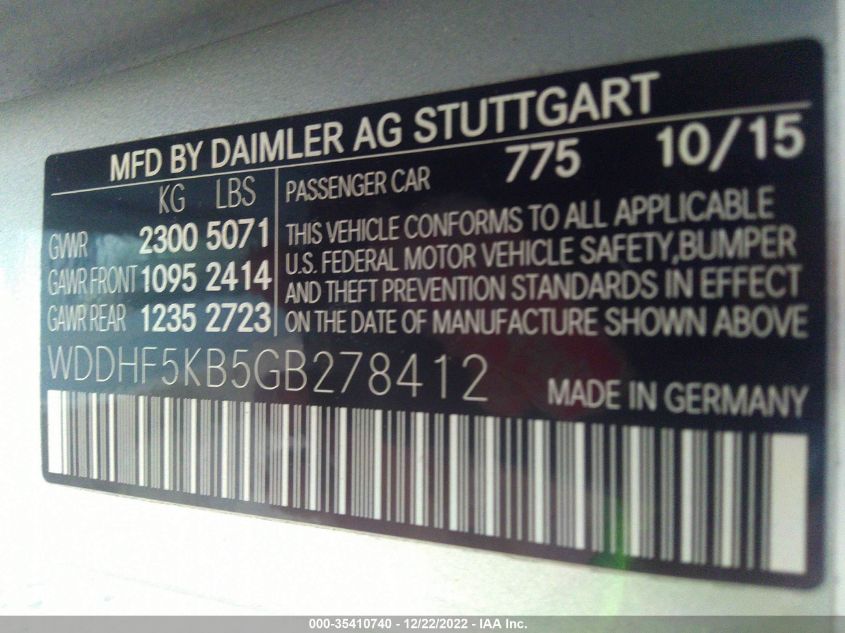 MFD BY DAIMLER AG STUTTGART
KG LBS
GVWR 2300 5071
GAWR FRONT 1095 2414
GAWR REAR 1235 2723
PASSENGER CAR 775 10/15
THIS VEHICLE CONFORMS TO ALL APPLICABLE
U.S. FEDERAL MOTOR VEHICLE SAFETY, BUMPER
AND THEFT PREVENTION STANDARDS IN EFFECT
ON THE DATE OF MANUFACTURE SHOWN ABOVE
WDDHF5KB5GB278412
MADE IN GERMANY
000-35410740 - 12/22/2022 - IAA Inc.